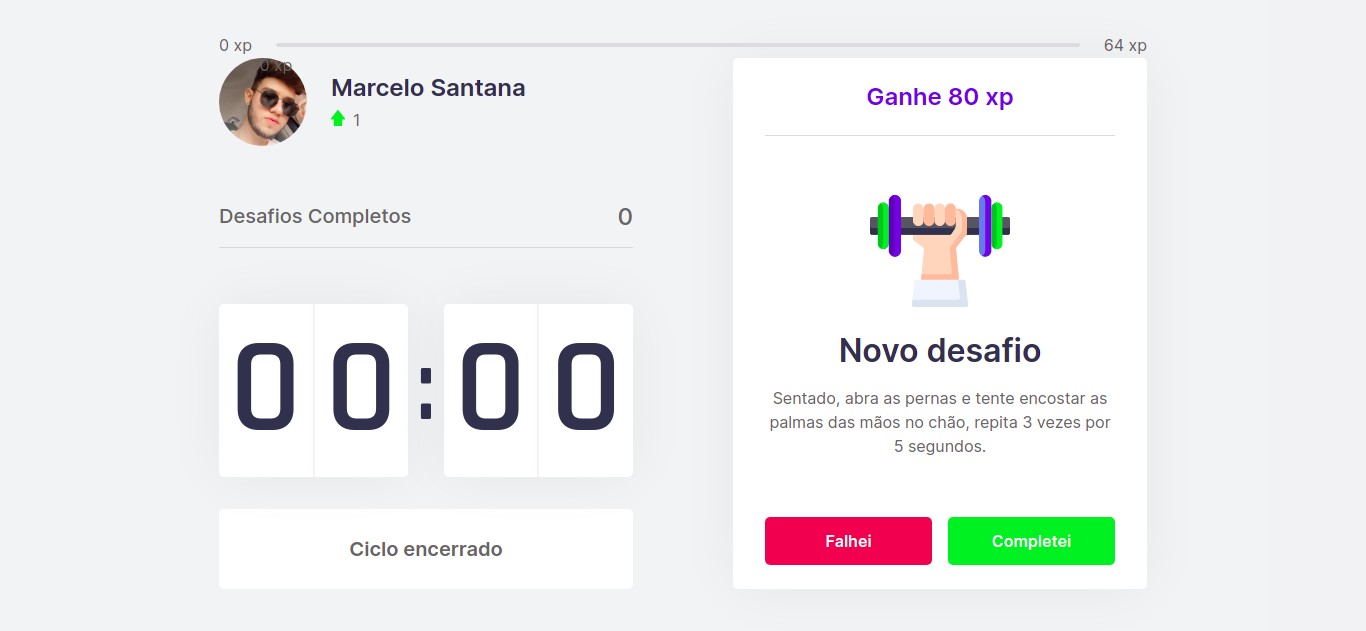 0 xp
64 xp
0 xp
Marcelo Santana
1
Desafios Completos
0
00:00
Ciclo encerrado
Ganhe 80 xp
Novo desafio
Sentado, abra as pernas e tente encostar as
palmas das mãos no chão, repita 3 vezes por
5 segundos.
Falhei
Completei